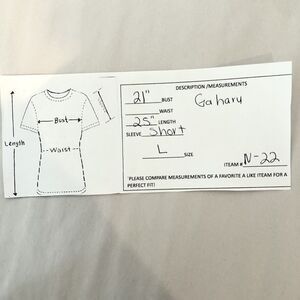 Length
Bust
Waist
DESCRIPTION /MEASUREMENTS
21" BUST Gahary
WAIST
25" LENGTH
SLEEVE Short
L SIZE
ITEAM # N-22
*PLEASE COMPARE MEASUREMENTS OF A FAVORITE A LIKE ITEAM FOR A
PERFECT FIT!